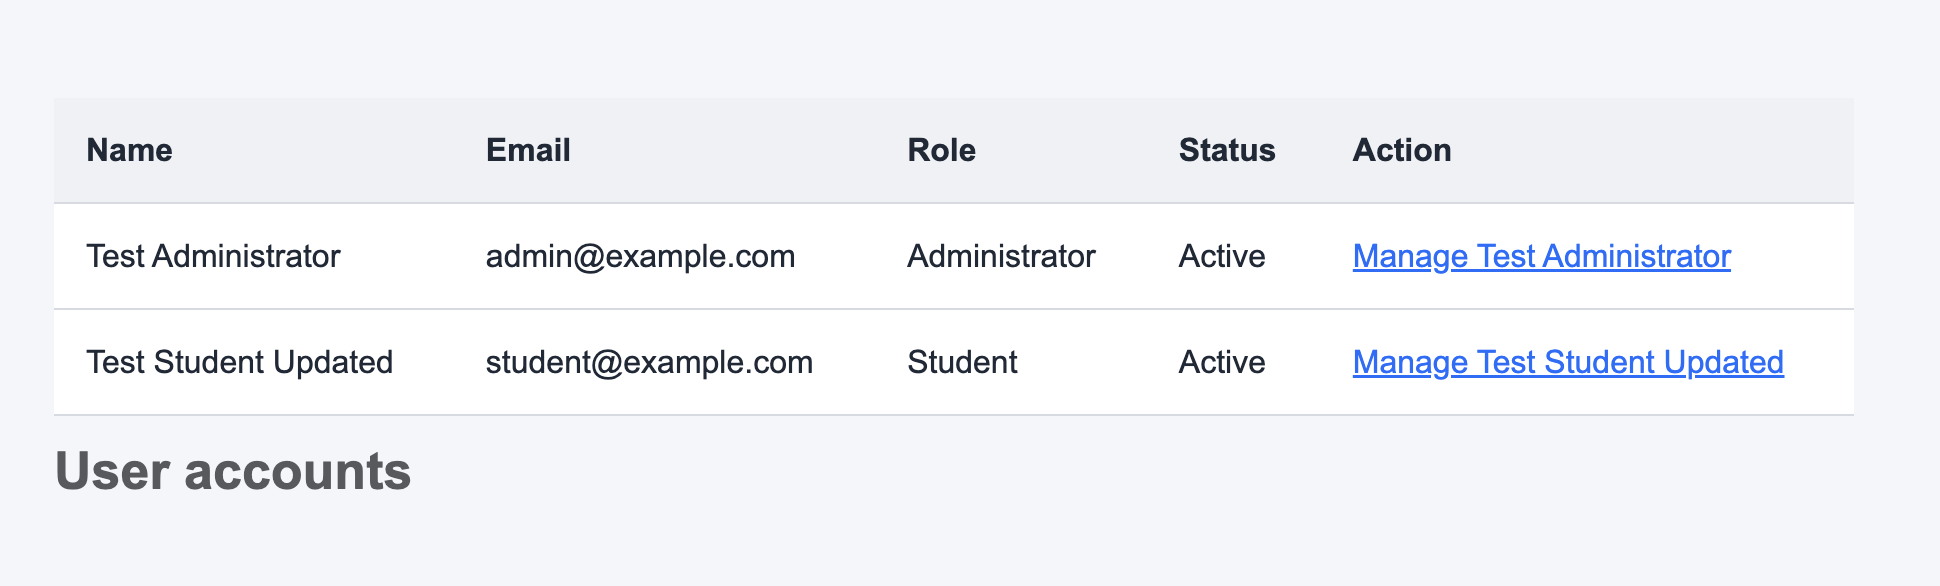 Name Email Role Status Action
Test Administrator admin@example.com Administrator Active Manage Test Administrator
Test Student Updated student@example.com Student Active Manage Test Student Updated
User accounts